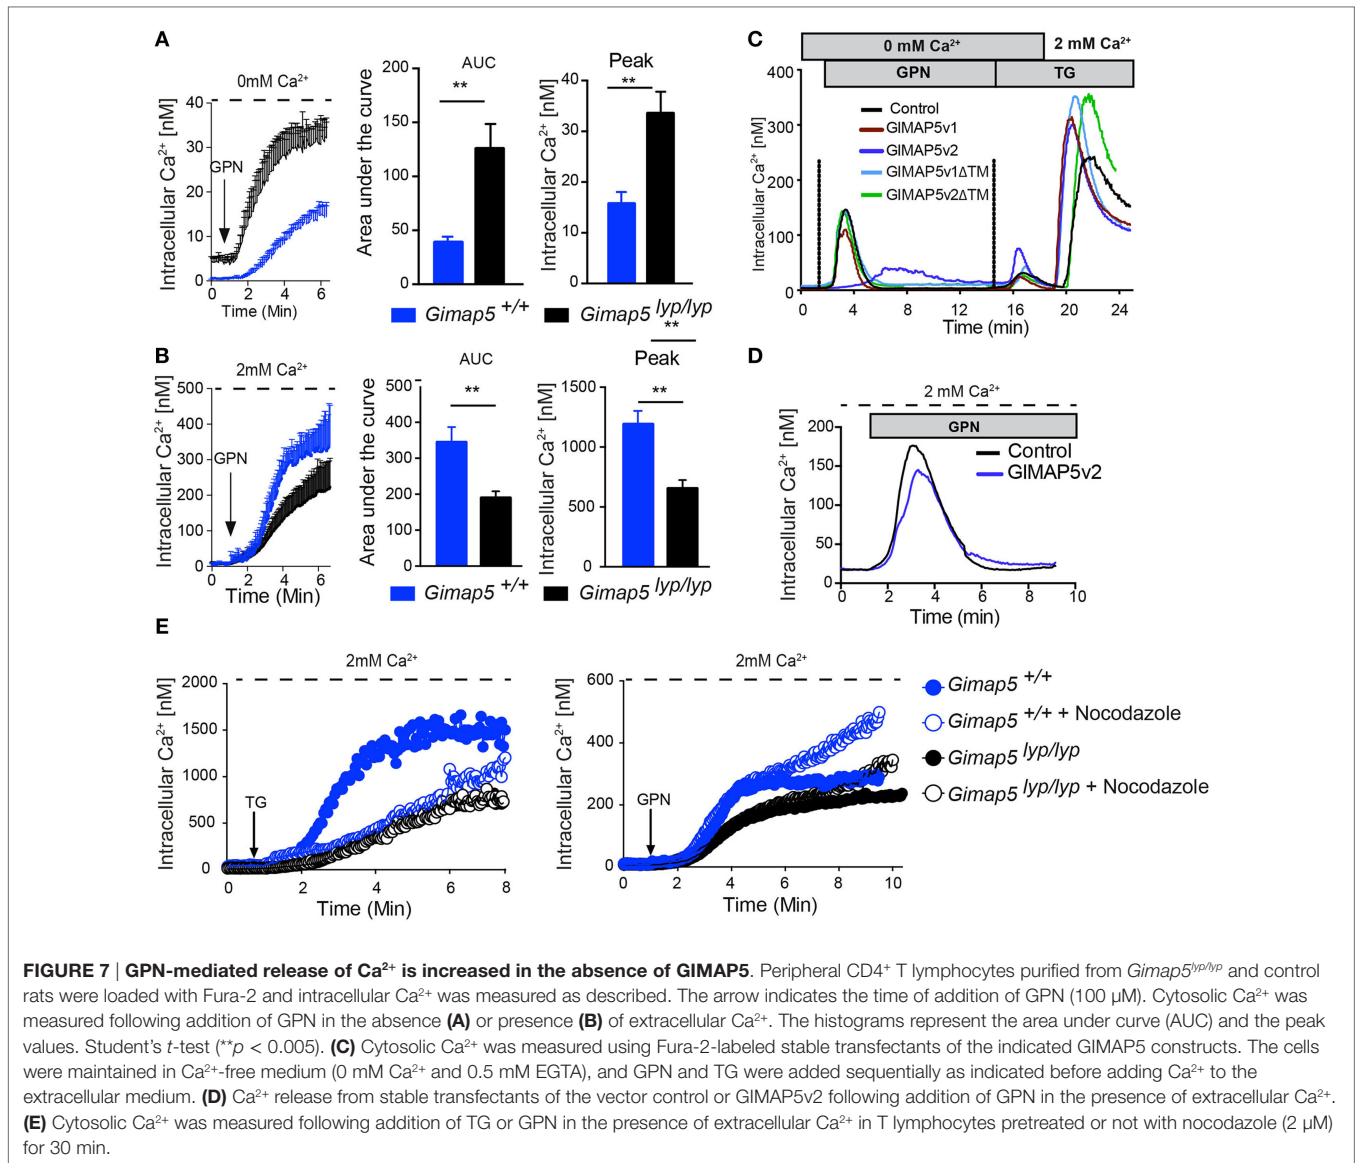 A
0mM Ca²⁺
Intracellular Ca²⁺ [nM]
40
30
20
10
0
GPN
0 2 4 6
Time (Min)
AUC
Area under the curve
200
150
100
50
0
**
Peak
Intracellular Ca²⁺ [nM]
40
30
20
10
0
**
Gimap5 +/+
Gimap5 lyp/lyp
**
B
2mM Ca²⁺
Intracellular Ca²⁺ [nM]
500
400
300
200
100
0
GPN
0 2 4 6
Time (Min)
AUC
Area under the curve
500
400
300
200
100
0
**
Peak
Intracellular Ca²⁺ [nM]
1500
1000
500
0
**
Gimap5 +/+
Gimap5 lyp/lyp
C
0 mM Ca²⁺ 2 mM Ca²⁺
GPN TG
Intracellular Ca²⁺ [nM]
400
300
200
100
0
Control
GIMAP5v1
GIMAP5v2
GIMAP5v1ΔTM
GIMAP5v2ΔTM
0 4 8 12 16 20 24
Time (min)
D
2 mM Ca²⁺
GPN
Intracellular Ca²⁺ [nM]
200
150
100
50
0
Control
GIMAP5v2
0 2 4 6 8 10
Time (min)
E
2mM Ca²⁺
Intracellular Ca²⁺ [nM]
2000
1500
1000
500
0
TG
0 2 4 6 8
Time (Min)
2mM Ca²⁺
Intracellular Ca²⁺ [nM]
600
400
200
0
GPN
0 2 4 6 8 10
Time (Min)
Gimap5 +/+
Gimap5 +/+ + Nocodazole
Gimap5 lyp/lyp
Gimap5 lyp/lyp + Nocodazole
FIGURE 7 | GPN-mediated release of Ca²⁺ is increased in the absence of GIMAP5. Peripheral CD4⁺ T lymphocytes purified from Gimap5lyp/lyp and control
rats were loaded with Fura-2 and intracellular Ca²⁺ was measured as described. The arrow indicates the time of addition of GPN (100 µM). Cytosolic Ca²⁺ was
measured following addition of GPN in the absence (A) or presence (B) of extracellular Ca²⁺. The histograms represent the area under curve (AUC) and the peak
values. Student's t-test (**p < 0.005). (C) Cytosolic Ca²⁺ was measured using Fura-2-labeled stable transfectants of the indicated GIMAP5 constructs. The cells
were maintained in Ca²⁺-free medium (0 mM Ca²⁺ and 0.5 mM EGTA), and GPN and TG were added sequentially as indicated before adding Ca²⁺ to the
extracellular medium. (D) Ca²⁺ release from stable transfectants of the vector control or GIMAP5v2 following addition of GPN in the presence of extracellular Ca²⁺.
(E) Cytosolic Ca²⁺ was measured following addition of TG or GPN in the presence of extracellular Ca²⁺ in T lymphocytes pretreated or not with nocodazole (2 µM)
for 30 min.